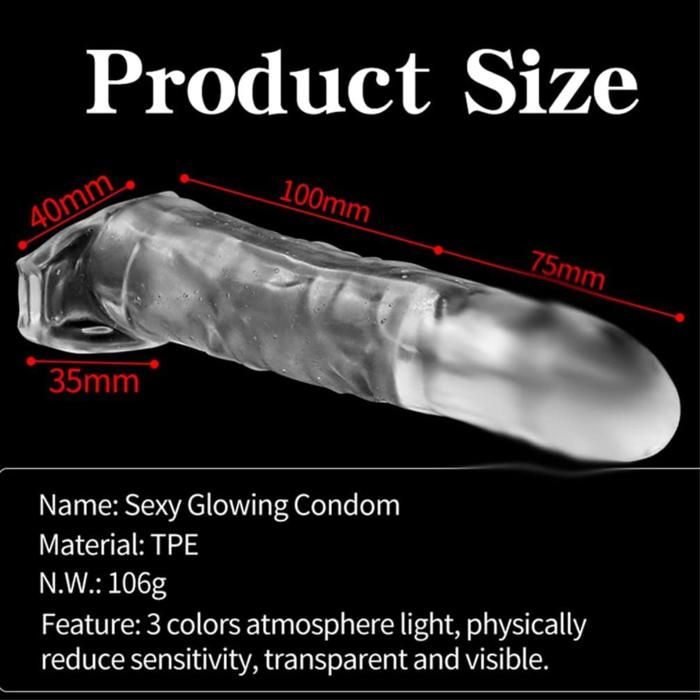 Product Size
40mm
100mm
75mm
35mm
Name: Sexy Glowing Condom
Material: TPE
N.W.: 106g
Feature: 3 colors atmosphere light, physically
reduce sensitivity, transparent and visible.